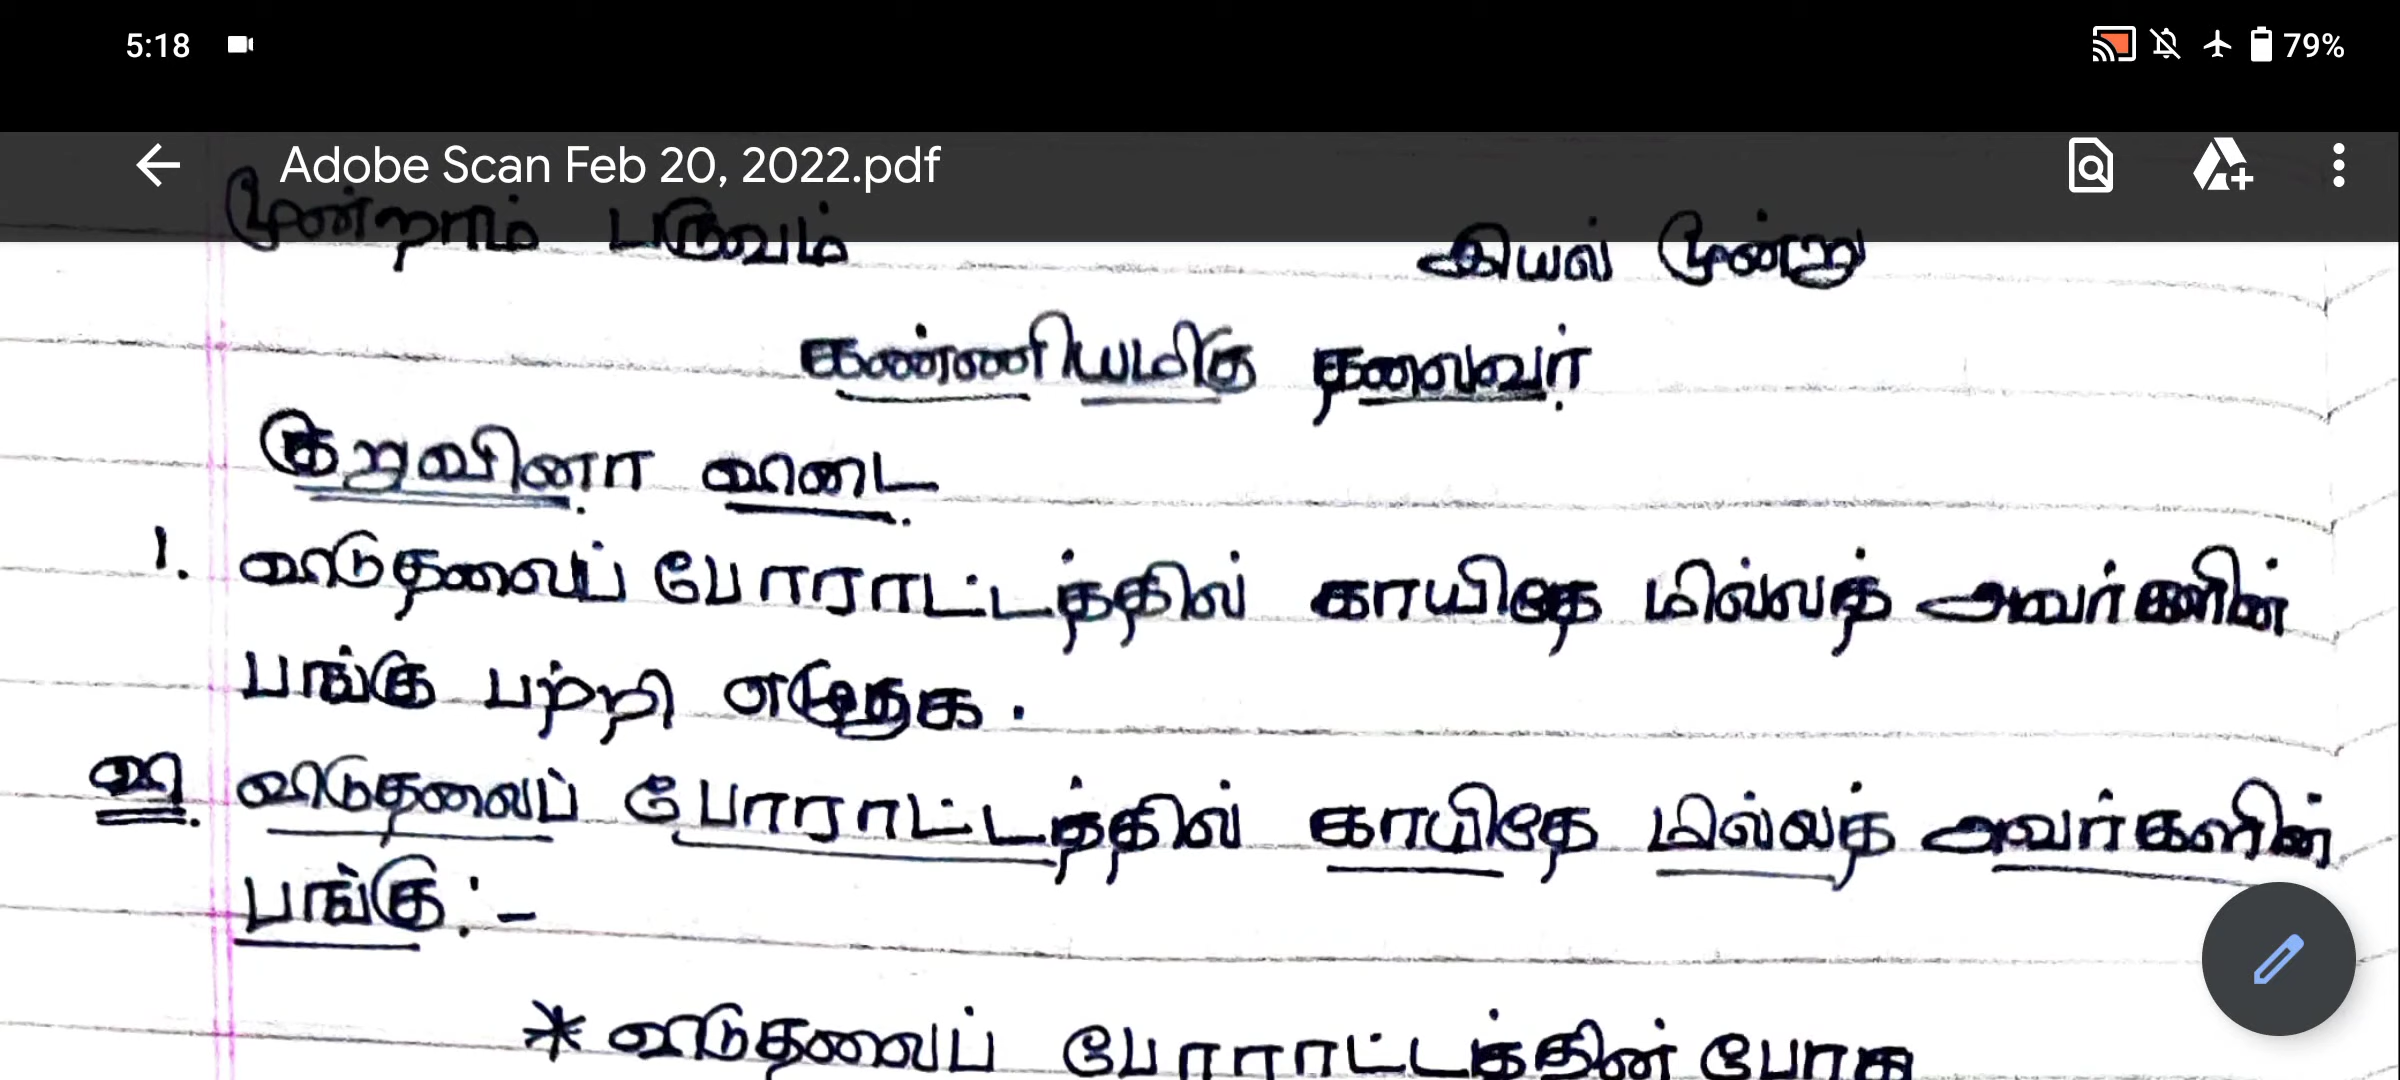 5:18 79%
Adobe Scan Feb 20, 2022.pdf
மூன்றாம் பருவம் இயல் மூன்று
கண்ணியமிகு தலைவர்
குறுவினா விடை
1. விடுதலைப் போராட்டத்தில் காயிதே மில்லத் அவர்களின்
பங்கு பற்றி எழுதுக.
வி. விடுதலைப் போராட்டத்தில் காயிதே மில்லத் அவர்களின்
பங்கு :-
* விடுதலைப் போராட்டத்தின் போது